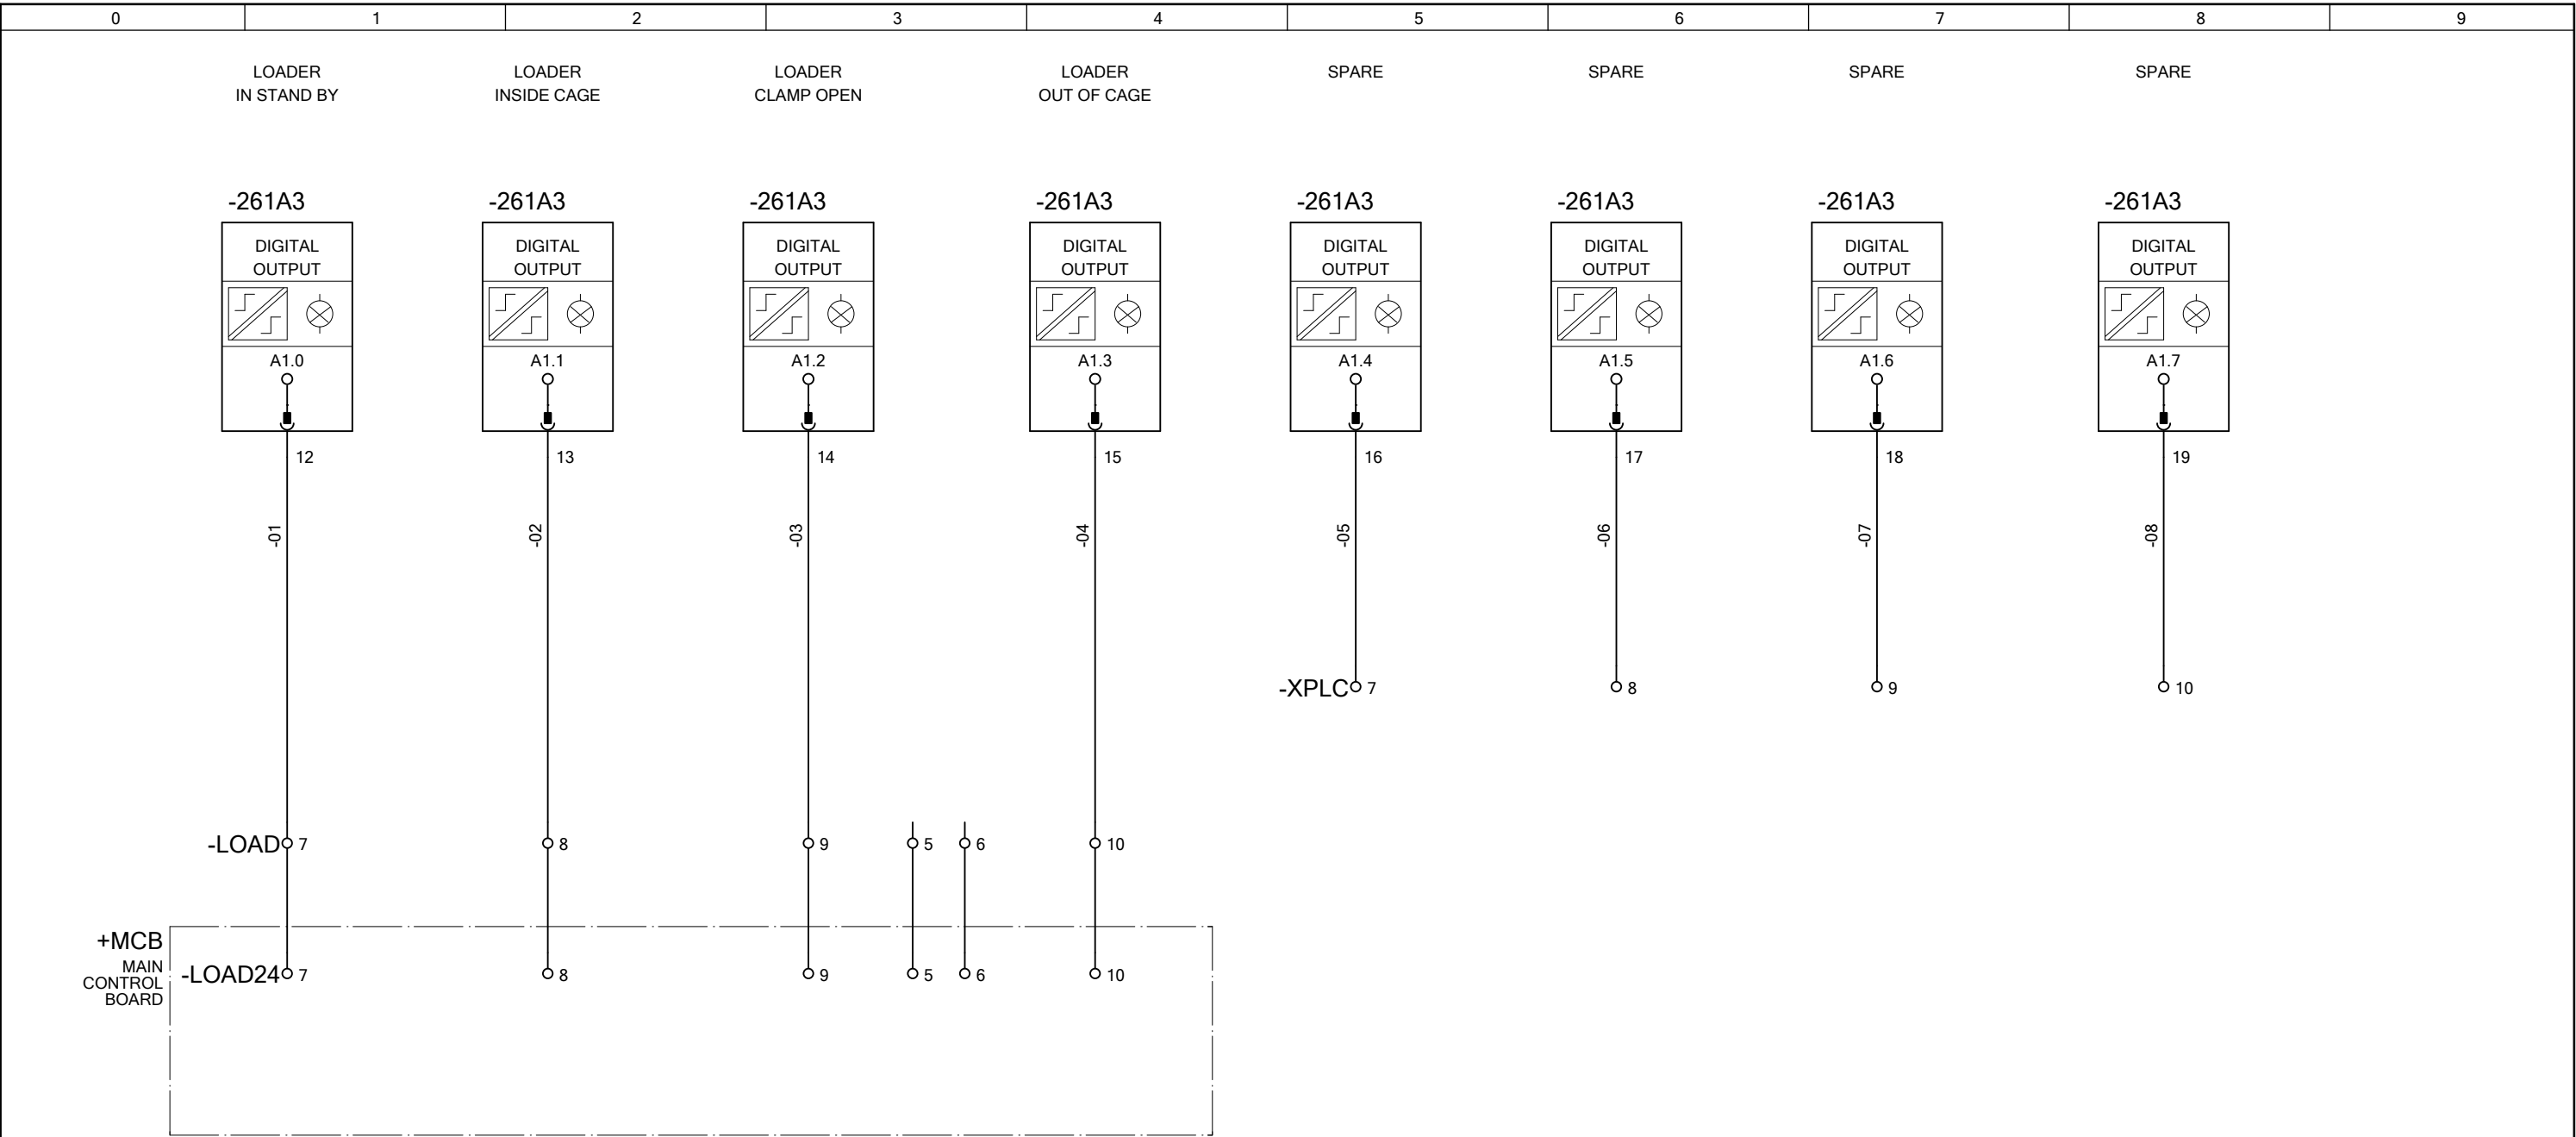 0 1 2 3 4 5 6 7 8 9
LOADER LOADER LOADER LOADER SPARE SPARE SPARE SPARE
IN STAND BY INSIDE CAGE CLAMP OPEN OUT OF CAGE
-261A3 -261A3 -261A3 -261A3 -261A3 -261A3 -261A3 -261A3
DIGITAL DIGITAL DIGITAL DIGITAL DIGITAL DIGITAL DIGITAL DIGITAL
OUTPUT OUTPUT OUTPUT OUTPUT OUTPUT OUTPUT OUTPUT OUTPUT
A1.0 A1.1 A1.2 A1.3 A1.4 A1.5 A1.6 A1.7
12 13 14 15 16 17 18 19
-01 -02 -03 -04 -05 -06 -07 -08
-XPLC 7 8 9 10
-LOAD 7 8 9 5 6 10
+MCB
MAIN
CONTROL
BOARD
-LOAD24 7 8 9 5 6 10